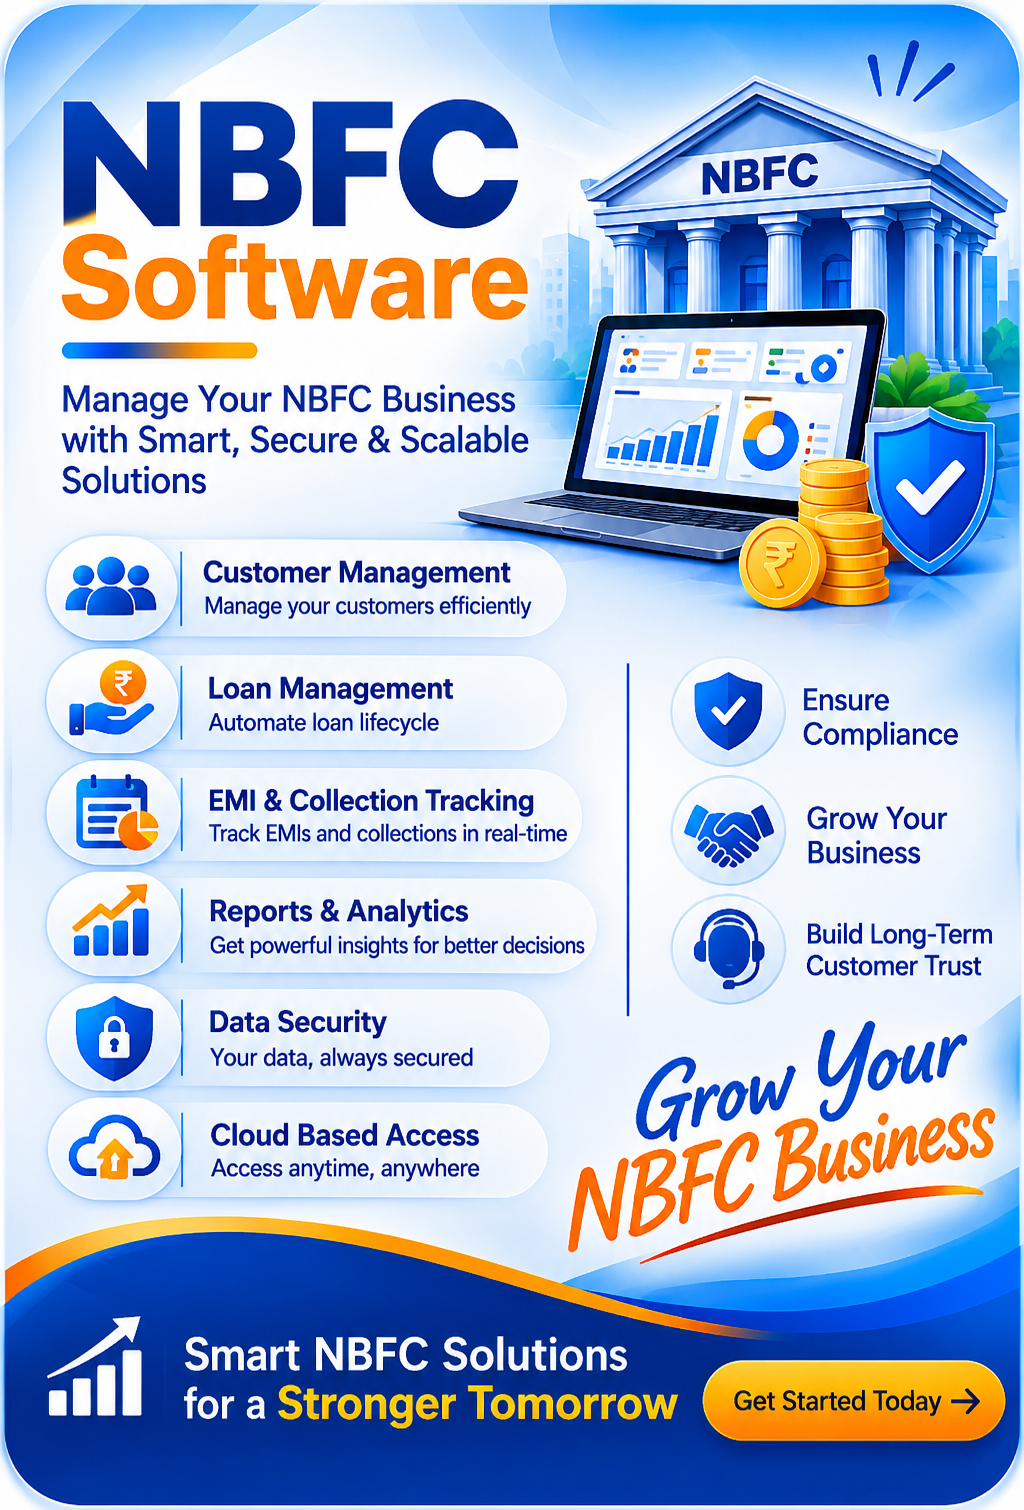 NBFC
Software
Manage Your NBFC Business
with Smart, Secure & Scalable
Solutions
NBFC
Customer Management
Manage your customers efficiently
Loan Management
Automate loan lifecycle
EMI & Collection Tracking
Track EMIs and collections in real-time
Reports & Analytics
Get powerful insights for better decisions
Data Security
Your data, always secured
Cloud Based Access
Access anytime, anywhere
Ensure
Compliance
Grow Your
Business
Build Long-Term
Customer Trust
Grow Your
NBFC Business
Smart NBFC Solutions
for a Stronger Tomorrow
Get Started Today →